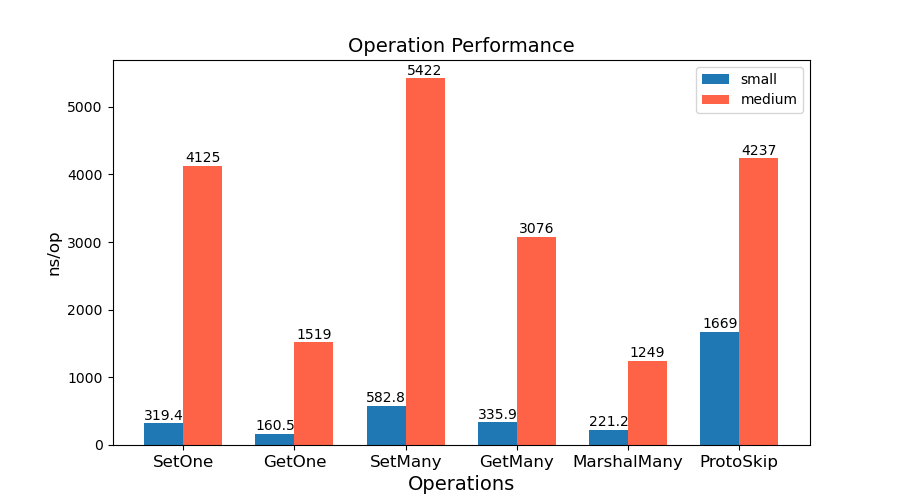 Operation Performance
small
medium
ns/op
5000
4000
3000
2000
1000
0
319.4
4125
160.5
1519
582.8
5422
335.9
3076
221.2
1249
1669
4237
SetOne
GetOne
SetMany
GetMany
MarshalMany
ProtoSkip
Operations